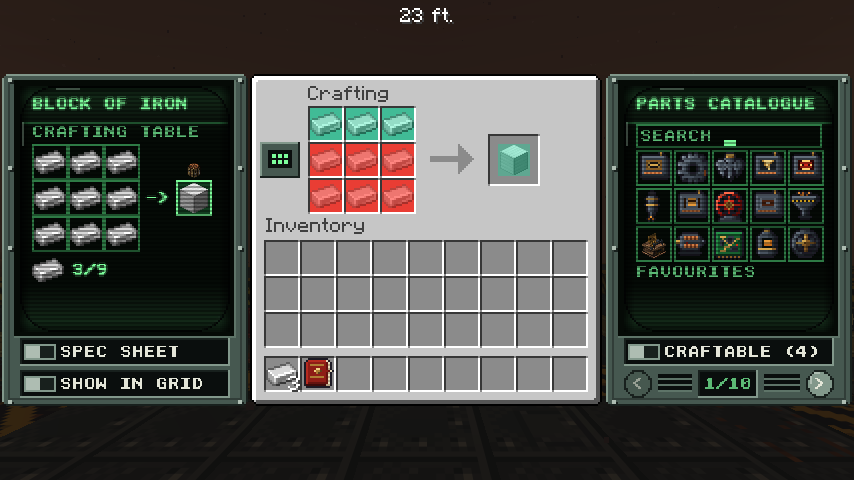 23 ft.
BLOCK OF IRON
CRAFTING TABLE
3/9
SPEC SHEET
SHOW IN GRID
Crafting
Inventory
3
PARTS CATALOGUE
SEARCH
FAVOURITES
CRAFTABLE (4)
< 1/10 >